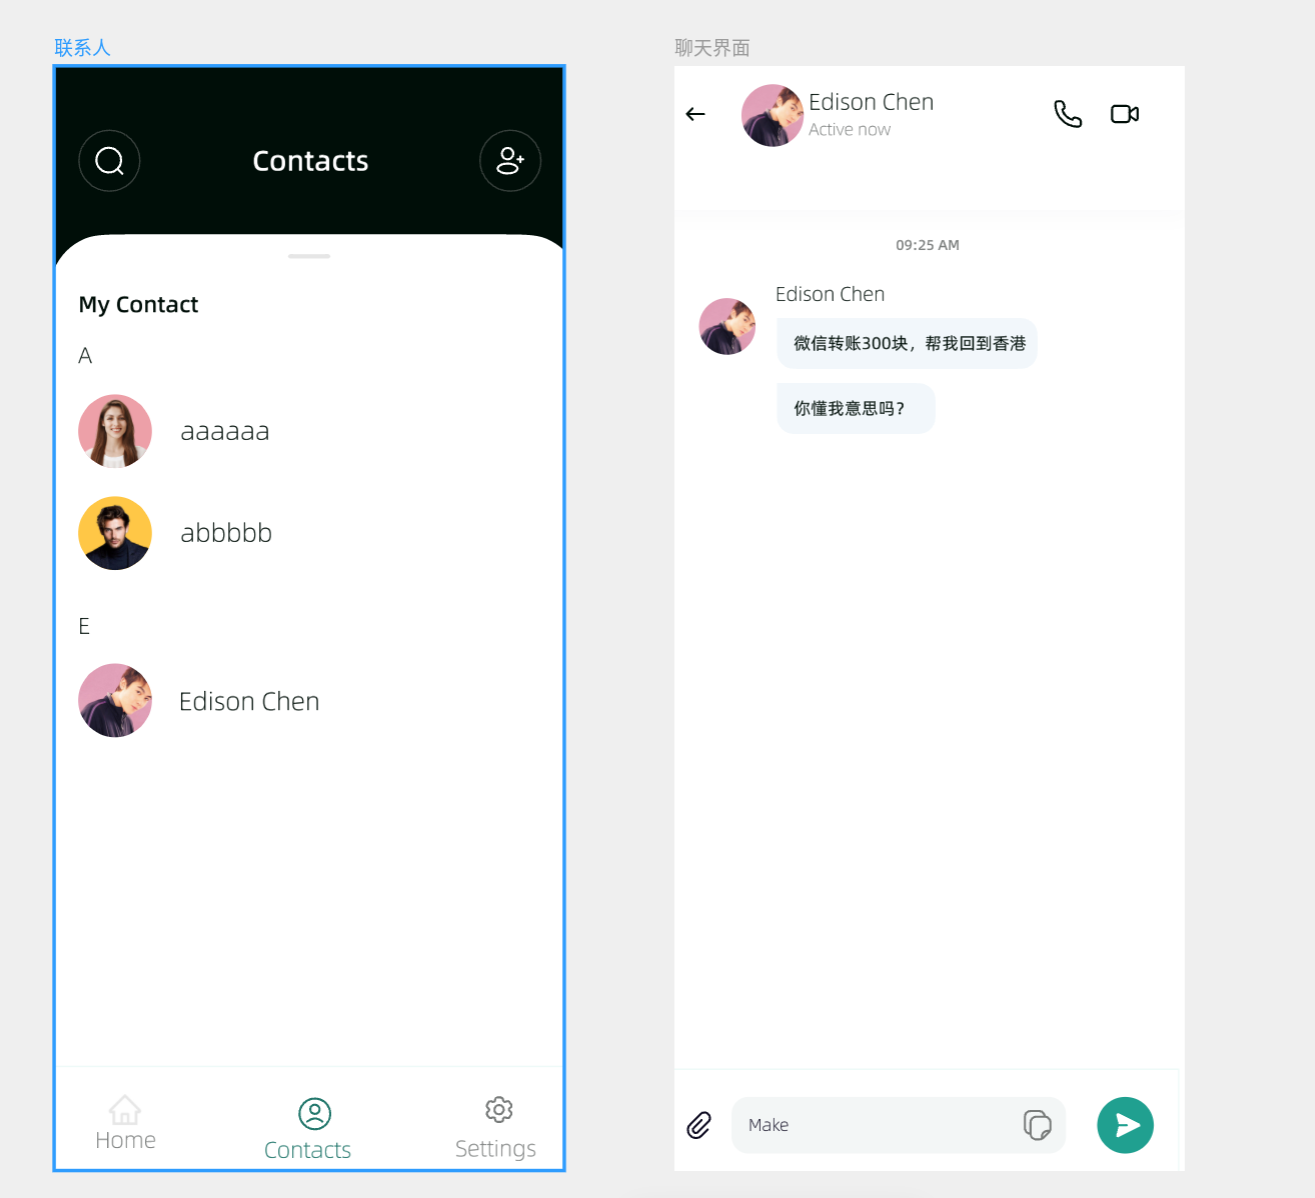 联系人
Contacts
My Contact
A
aaaaaa
abbbbb
E
Edison Chen
Home
Contacts
Settings
聊天界面
Edison Chen
Active now
09:25 AM
Edison Chen
微信转账300块，帮我回到香港
你懂我意思吗？
Make